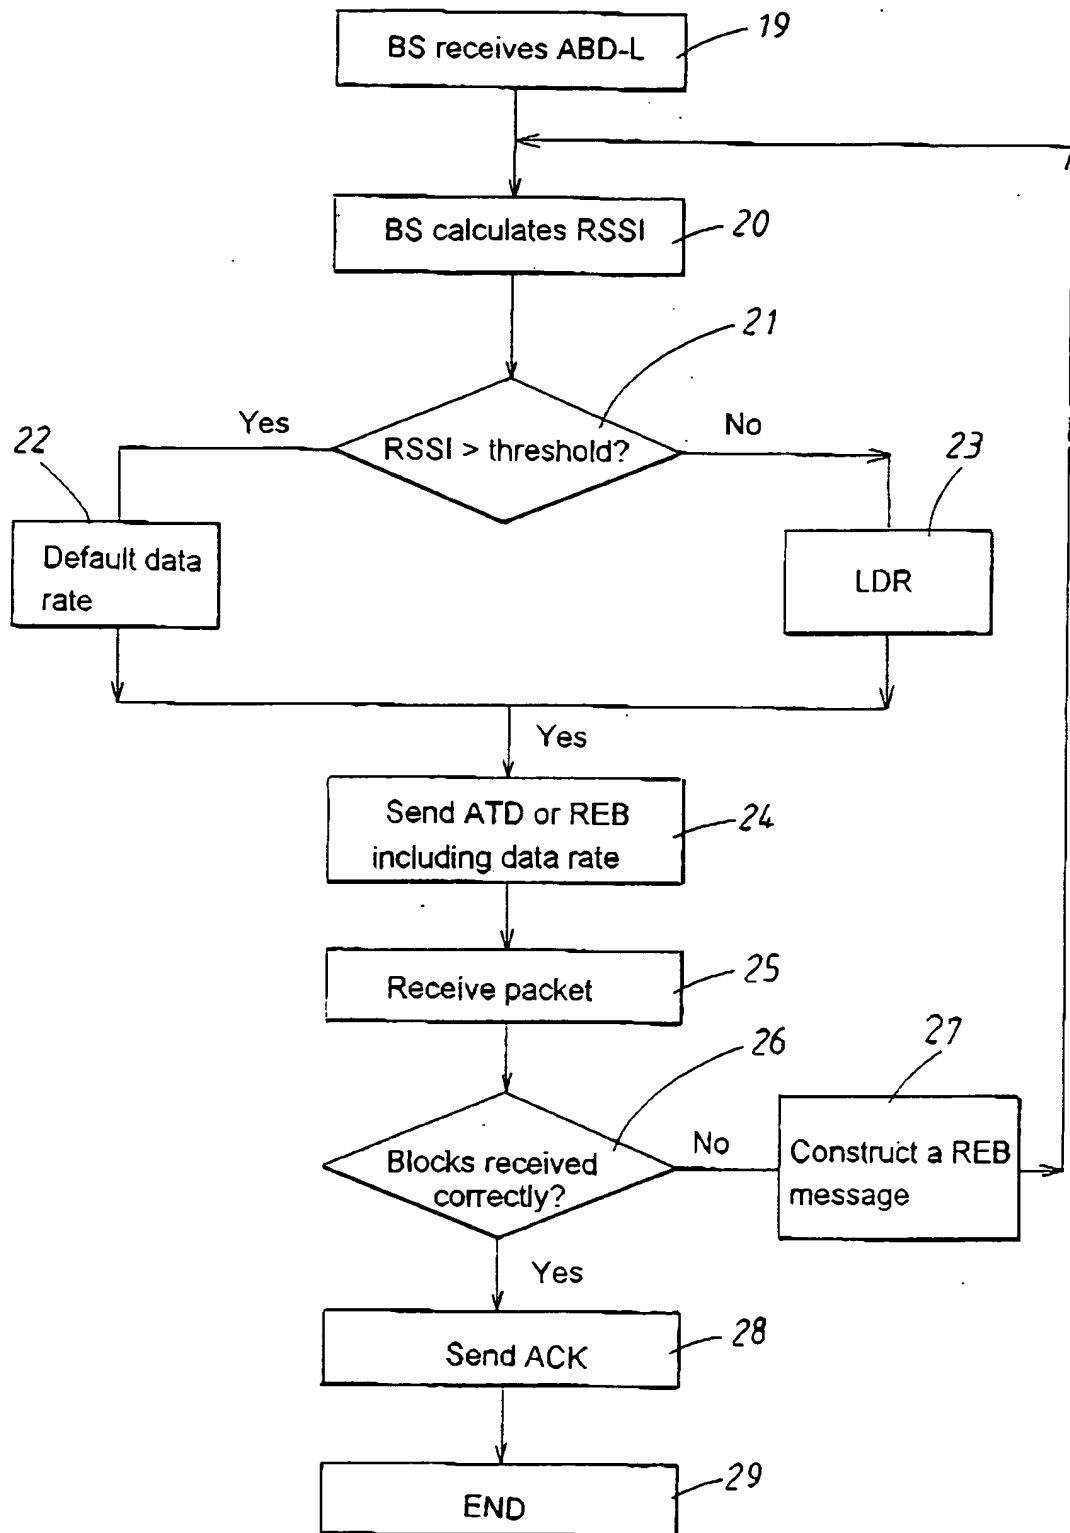 BS receives ABD-L
19
BS calculates RSSI
20
21
Yes
RSSI > threshold?
No
22
23
Default data
rate
LDR
Yes
Send ATD or REB
including data rate
24
Receive packet
25
26
27
Blocks received
correctly?
No
Construct a REB
message
Yes
Send ACK
28
END
29